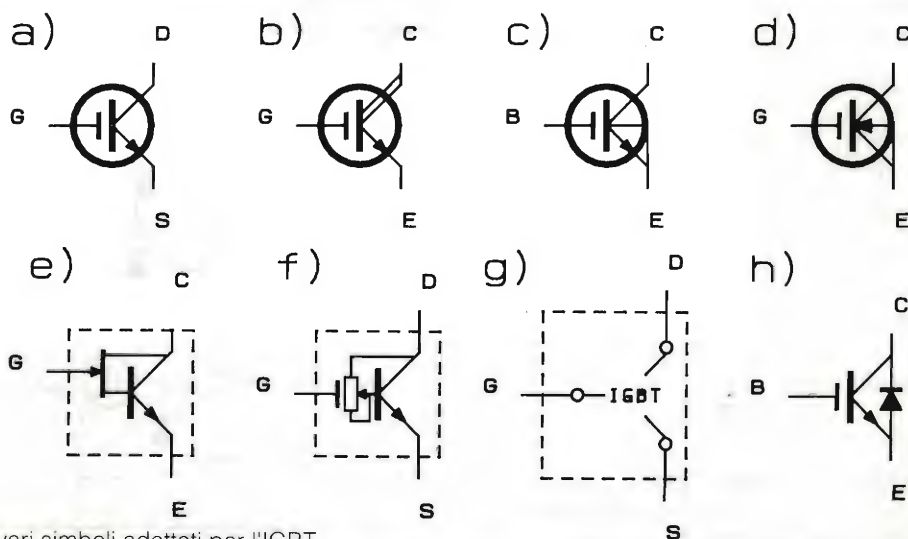 a) D b) C c) C d) C
G G B G
S E E E
e) C f) D g) D h) C
G G G IGBT B
E S S E
vari simboli adottati per l'IGBT